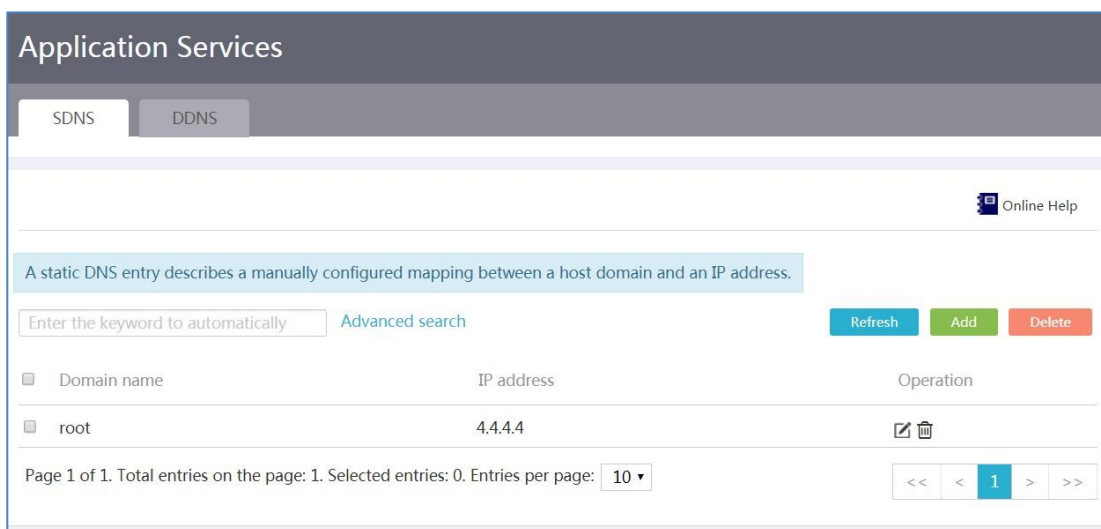 Application Services
SDNS DDNS
Online Help
A static DNS entry describes a manually configured mapping between a host domain and an IP address.
Enter the keyword to automatically Advanced search Refresh Add Delete
Domain name IP address Operation
root 4.4.4.4
Page 1 of 1. Total entries on the page: 1. Selected entries: 0. Entries per page: 10 << < 1 > >>